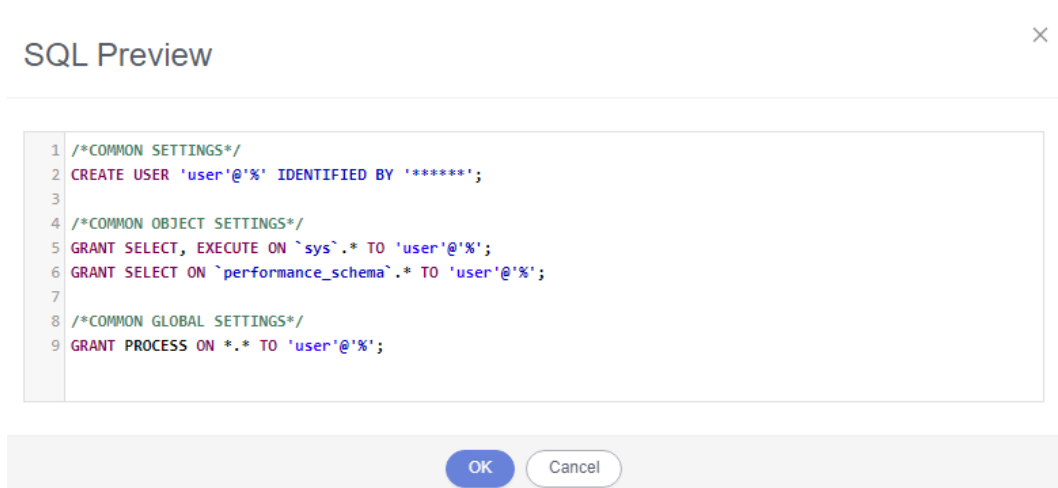 SQL Preview
1 /*COMMON SETTINGS*/
2 CREATE USER 'user'@'%' IDENTIFIED BY '******';
3
4 /*COMMON OBJECT SETTINGS*/
5 GRANT SELECT, EXECUTE ON `sys`.* TO 'user'@'%';
6 GRANT SELECT ON `performance_schema`.* TO 'user'@'%';
7
8 /*COMMON GLOBAL SETTINGS*/
9 GRANT PROCESS ON *.* TO 'user'@'%';
OK Cancel